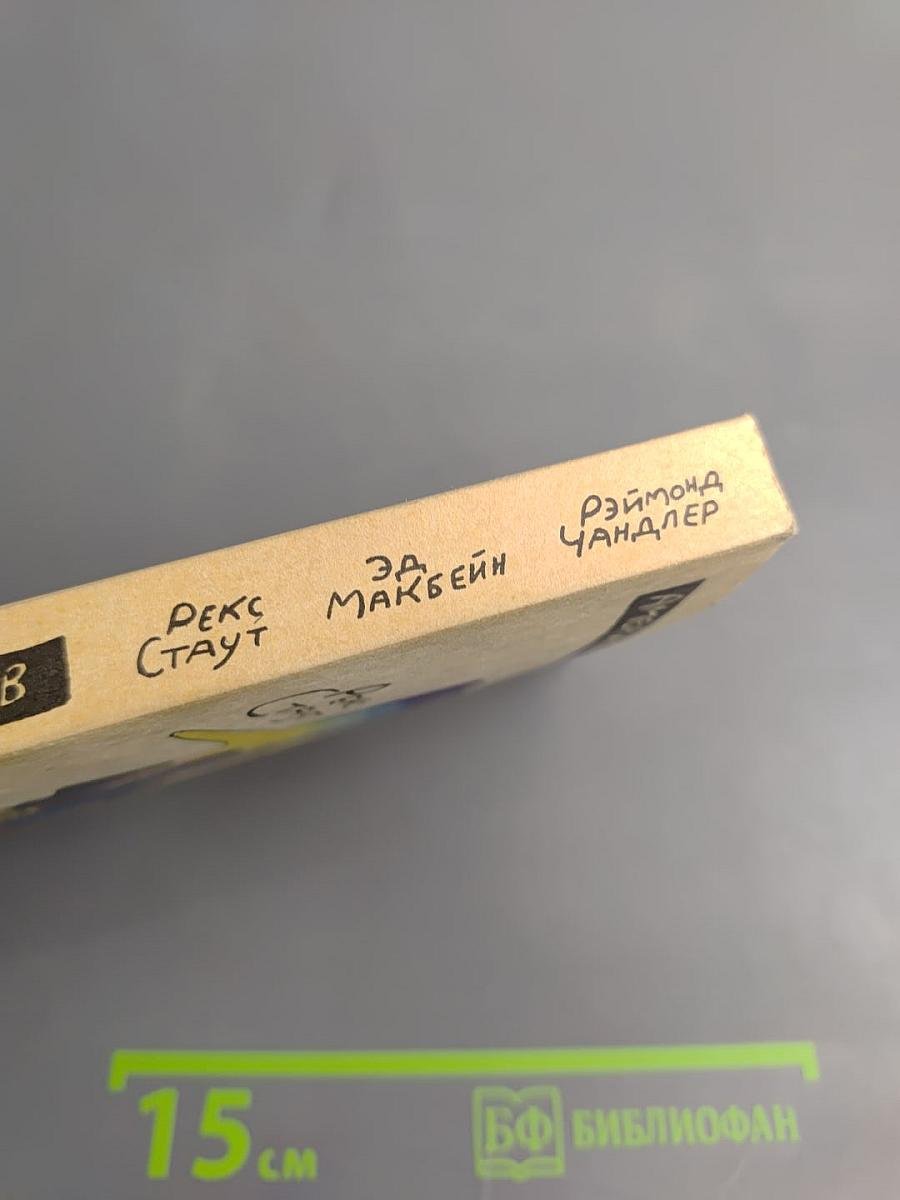 В
РЕКС
СТАУТ
ЭД
МАКБЕЙН
РЭЙМОНД
ЧАНДЛЕР
15 см
БФ БИБЛИОФАН